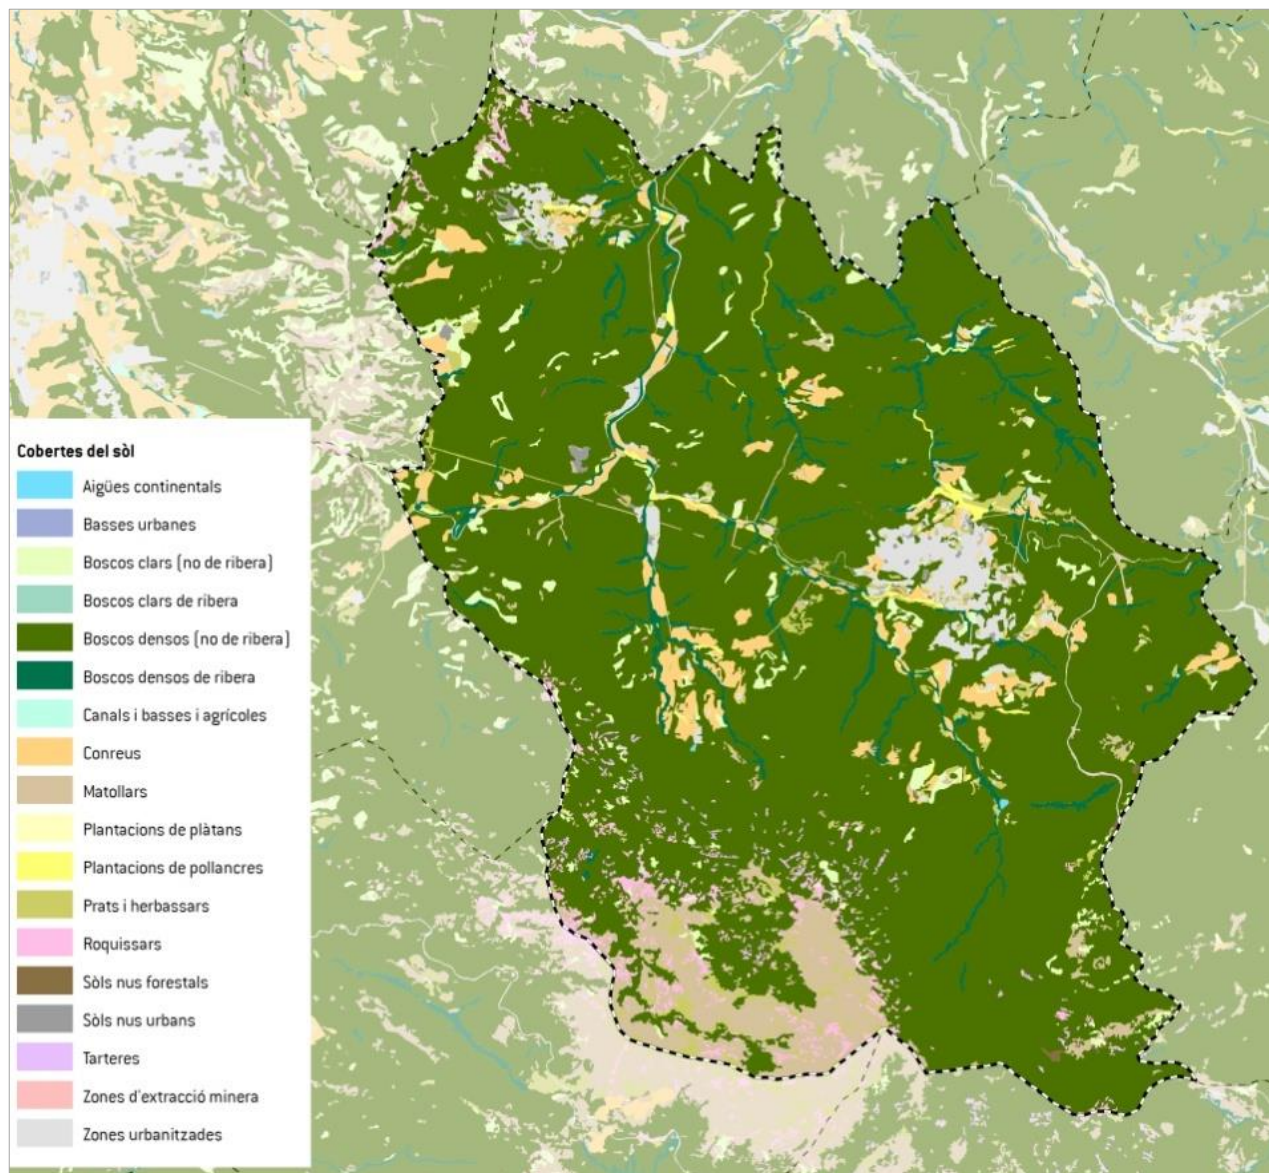 Cobertes del sòl
Aigües continentals
Basses urbanes
Boscos clars (no de ribera)
Boscos clars de ribera
Boscos densos (no de ribera)
Boscos densos de ribera
Canals i basses i agrícoles
Conreus
Matollars
Plantacions de plàtans
Plantacions de pollancres
Prats i herbassars
Roquissars
Sòls nus forestals
Sòls nus urbans
Tarteres
Zones d'extracció minera
Zones urbanitzades